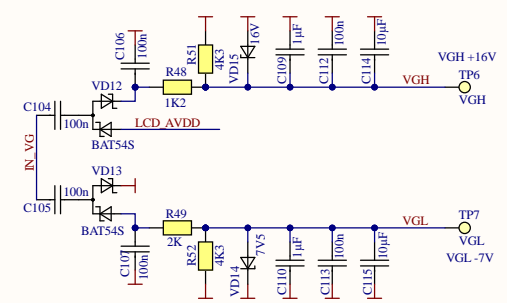 C106
100n
R51
4K3
VD15
16V
C109
1µF
C112
100n
C114
10µF
VGH +16V
VD12
R48
1K2
VGH
TP6
VGH
C104
100n
LCD_AVDD
BAT54S
IN_VG
VD13
100n
C105
BAT54S
R49
2K
VGL
TP7
VGL
VGL -7V
C107
100n
R52
4K3
VD14
7V5
C110
1µF
C113
100n
C115
10µF